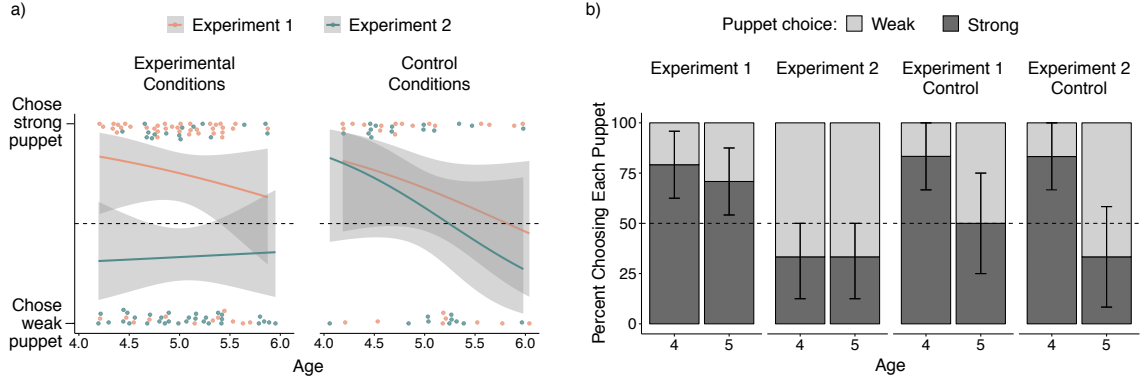 a)
Experiment 1
Experiment 2
Experimental
Conditions
Control
Conditions
Chose
strong
puppet
Chose
weak
puppet
4.0
4.5
5.0
5.5
6.0
4.0
4.5
5.0
5.5
6.0
Age
b)
Puppet choice: Weak Strong
Experiment 1
Experiment 2
Experiment 1
Control
Experiment 2
Control
Percent Choosing Each Puppet
100
75
50
25
0
4 5
4 5
4 5
4 5
Age